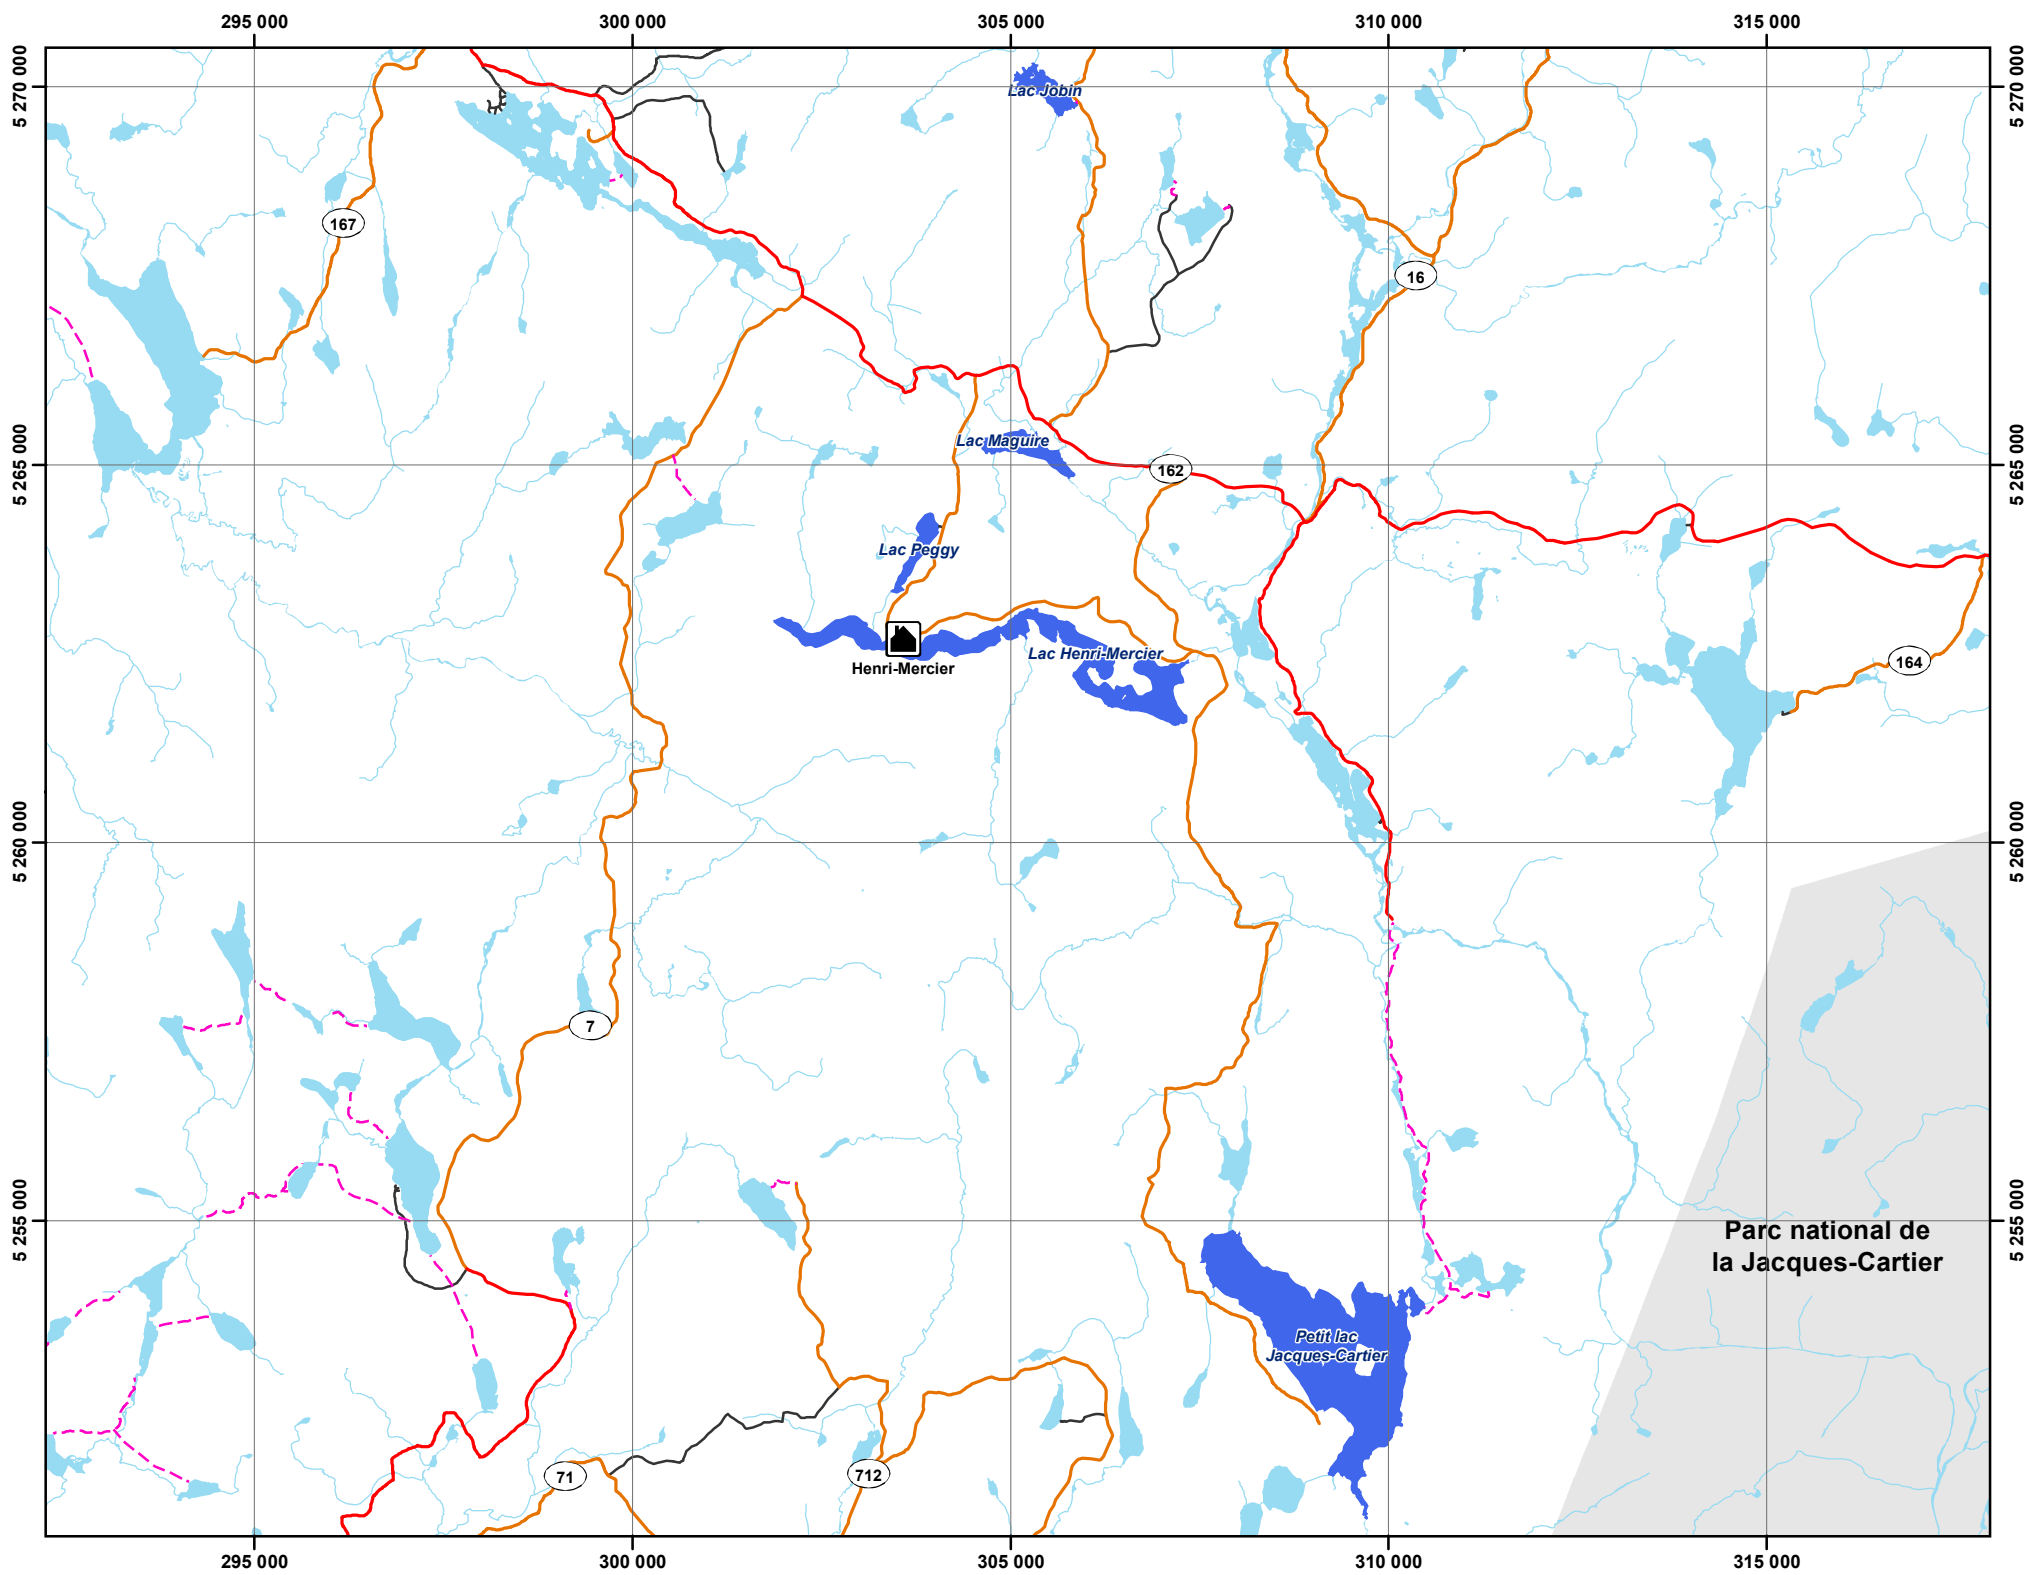 295 000 300 000 305 000 310 000 315 000
5 270 000
5 270 000
Lac Jobin
167
16
Lac Maguire
162
5 265 000
5 265 000
Lac Peggy
Henri-Mercier
Lac Henri-Mercier
164
5 260 000
5 260 000
7
5 255 000
5 255 000
Parc national de
la Jacques-Cartier
Petit lac
Jacques-Cartier
71
712
295 000 300 000 305 000 310 000 315 000